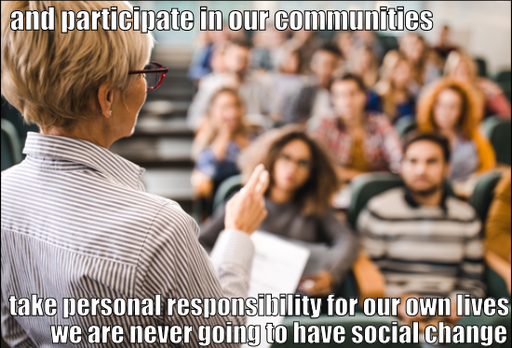 and participate in our communities
take personal responsibility for our own lives
we are never going to have social change